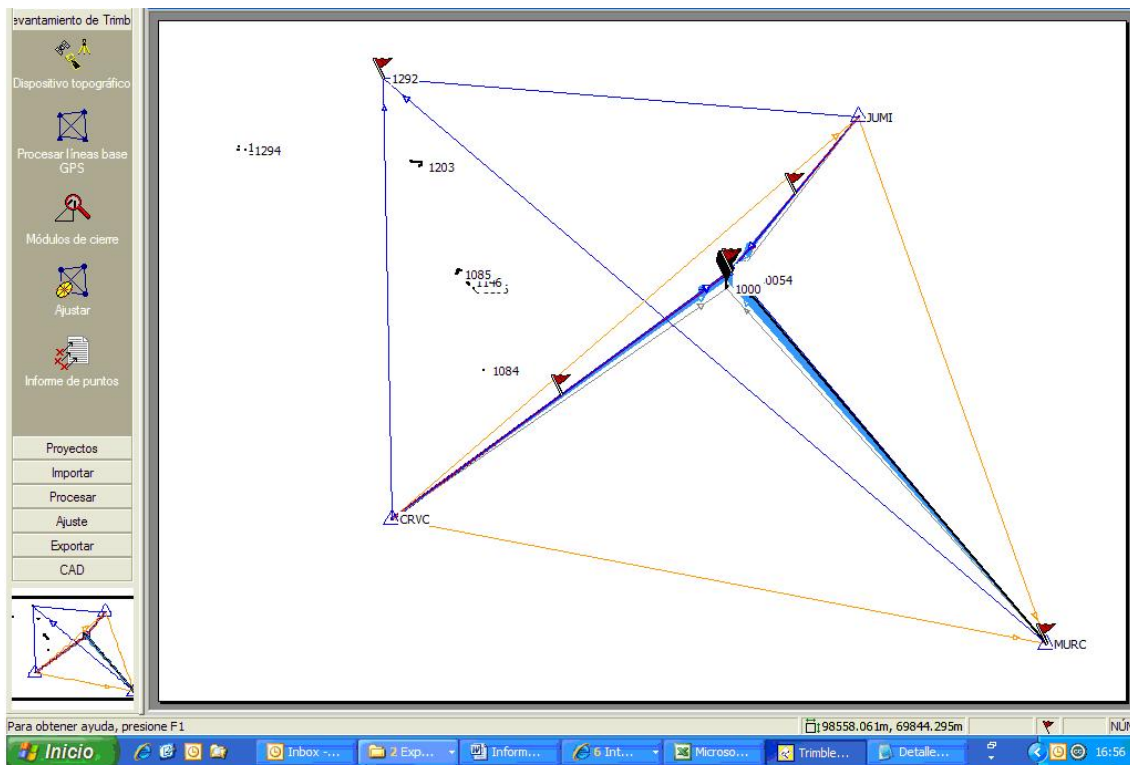 evantamiento de Trimb
Dispositivo topográfico
Procesar líneas base
GPS
Módulos de cierre
Ajustar
Informe de puntos
Proyectos
Importar
Procesar
Ajuste
Exportar
CAD
1292
JUMI
1294
1203
1085
1146
0054
1000
1084
CRVC
MURC
Para obtener ayuda, presione F1
98558.061m, 69844.295m
NÚ
Inicio
Inbox -...
2 Exp...
Inform...
6 Int...
Microso...
Trimble...
Detalle...
16:56